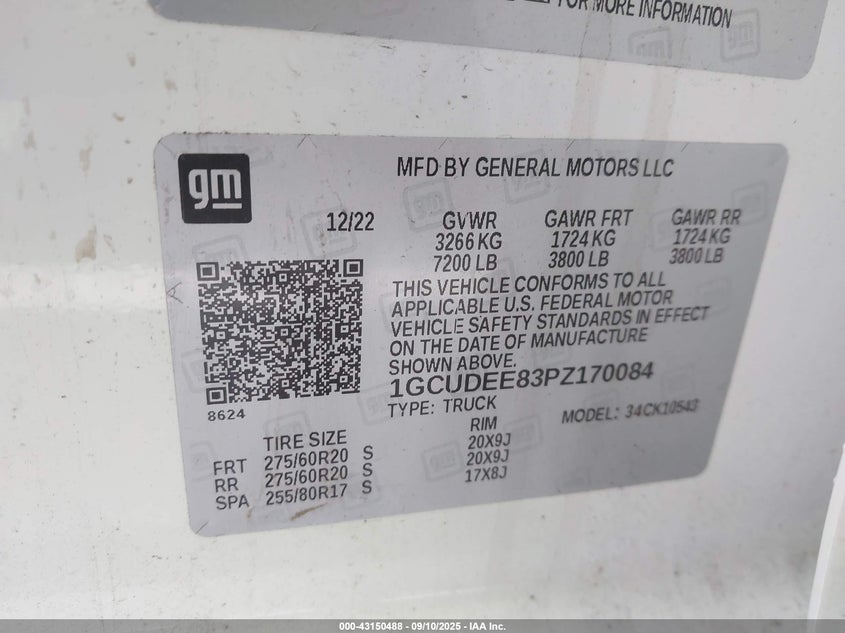 FOR MORE INFORMATION
gm
MFD BY GENERAL MOTORS LLC
12/22 GVWR GAWR FRT GAWR RR
3266 KG 1724 KG 1724 KG
7200 LB 3800 LB 3800 LB
THIS VEHICLE CONFORMS TO ALL
APPLICABLE U.S. FEDERAL MOTOR
VEHICLE SAFETY STANDARDS IN EFFECT
ON THE DATE OF MANUFACTURE
SHOWN ABOVE.
1GCUDEE83PZ170084
8624 TYPE: TRUCK MODEL: 34CK10543
TIRE SIZE RIM
FRT 275/60R20 S 20X9J
RR 275/60R20 S 20X9J
SPA 255/80R17 S 17X8J
000-43150488 - 09/10/2025 - IAA Inc.